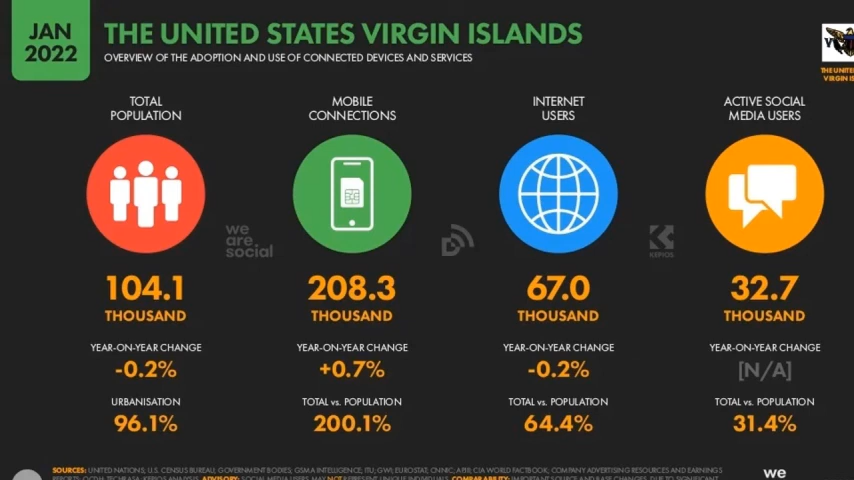 JAN
2022
THE UNITED STATES VIRGIN ISLANDS
OVERVIEW OF THE ADOPTION AND USE OF CONNECTED DEVICES AND SERVICES
THE UNITE
VIRGIN IS
TOTAL
POPULATION
MOBILE
CONNECTIONS
INTERNET
USERS
ACTIVE SOCIAL
MEDIA USERS
we
are
social
KEPIOS
104.1
THOUSAND
208.3
THOUSAND
67.0
THOUSAND
32.7
THOUSAND
YEAR-ON-YEAR CHANGE
-0.2%
YEAR-ON-YEAR CHANGE
+0.7%
YEAR-ON-YEAR CHANGE
-0.2%
YEAR-ON-YEAR CHANGE
[N/A]
URBANISATION
96.1%
TOTAL vs. POPULATION
200.1%
TOTAL vs. POPULATION
64.4%
TOTAL vs. POPULATION
31.4%
SOURCES: UNITED NATIONS; U.S. CENSUS BUREAU; GOVERNMENT BODIES; GSMA INTELLIGENCE; ITU; GWI; EUROSTAT; CNNIC; APJII; CIA WORLD FACTBOOK; COMPANY ADVERTISING RESOURCES AND EARNINGS
we